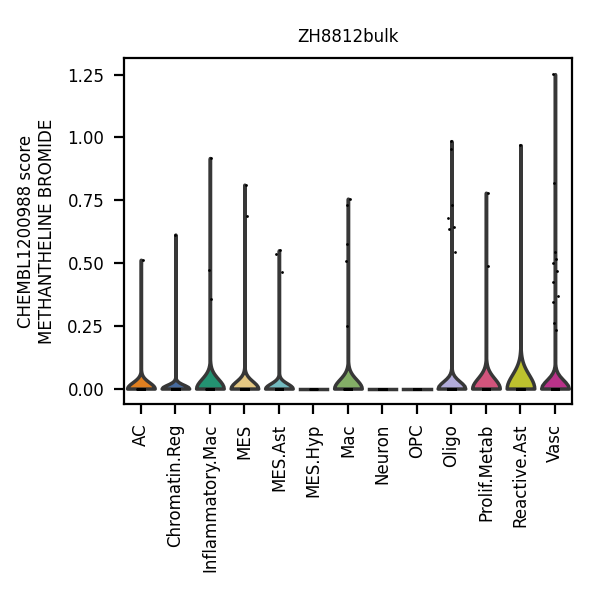 ZH8812bulk
CHEMBL1200988 score
METHANTHELINE BROMIDE
1.25
1.00
0.75
0.50
0.25
0.00
AC
Chromatin.Reg
Inflammatory.Mac
MES
MES.Ast
MES.Hyp
Mac
Neuron
OPC
Oligo
Prolif.Metab
Reactive.Ast
Vasc